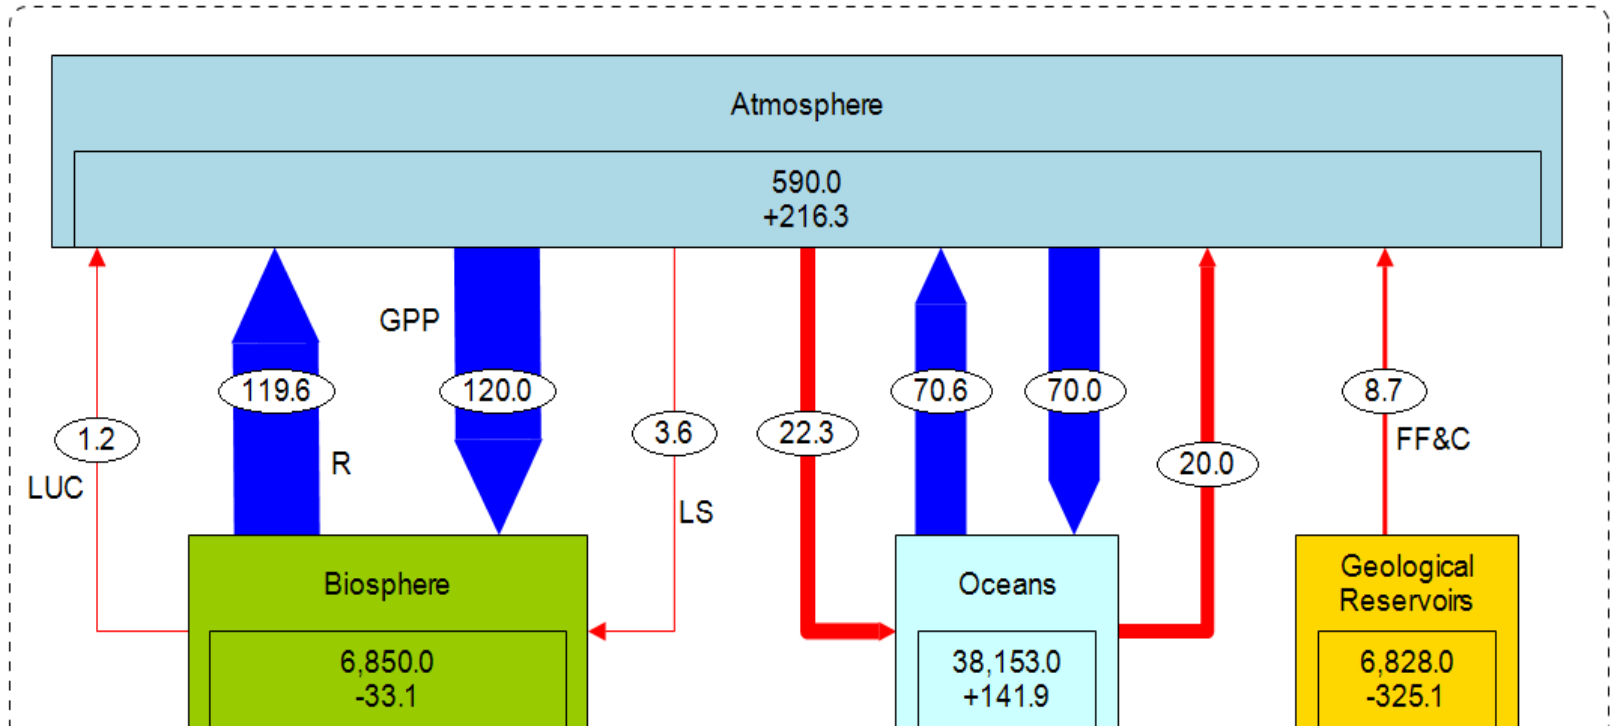 Atmosphere
590.0
+216.3
GPP
119.6
120.0
70.6
70.0
8.7
1.2
3.6
22.3
FF&C
R
20.0
LUC
LS
Biosphere
6,850.0
-33.1
Oceans
38,153.0
+141.9
Geological
Reservoirs
6,828.0
-325.1